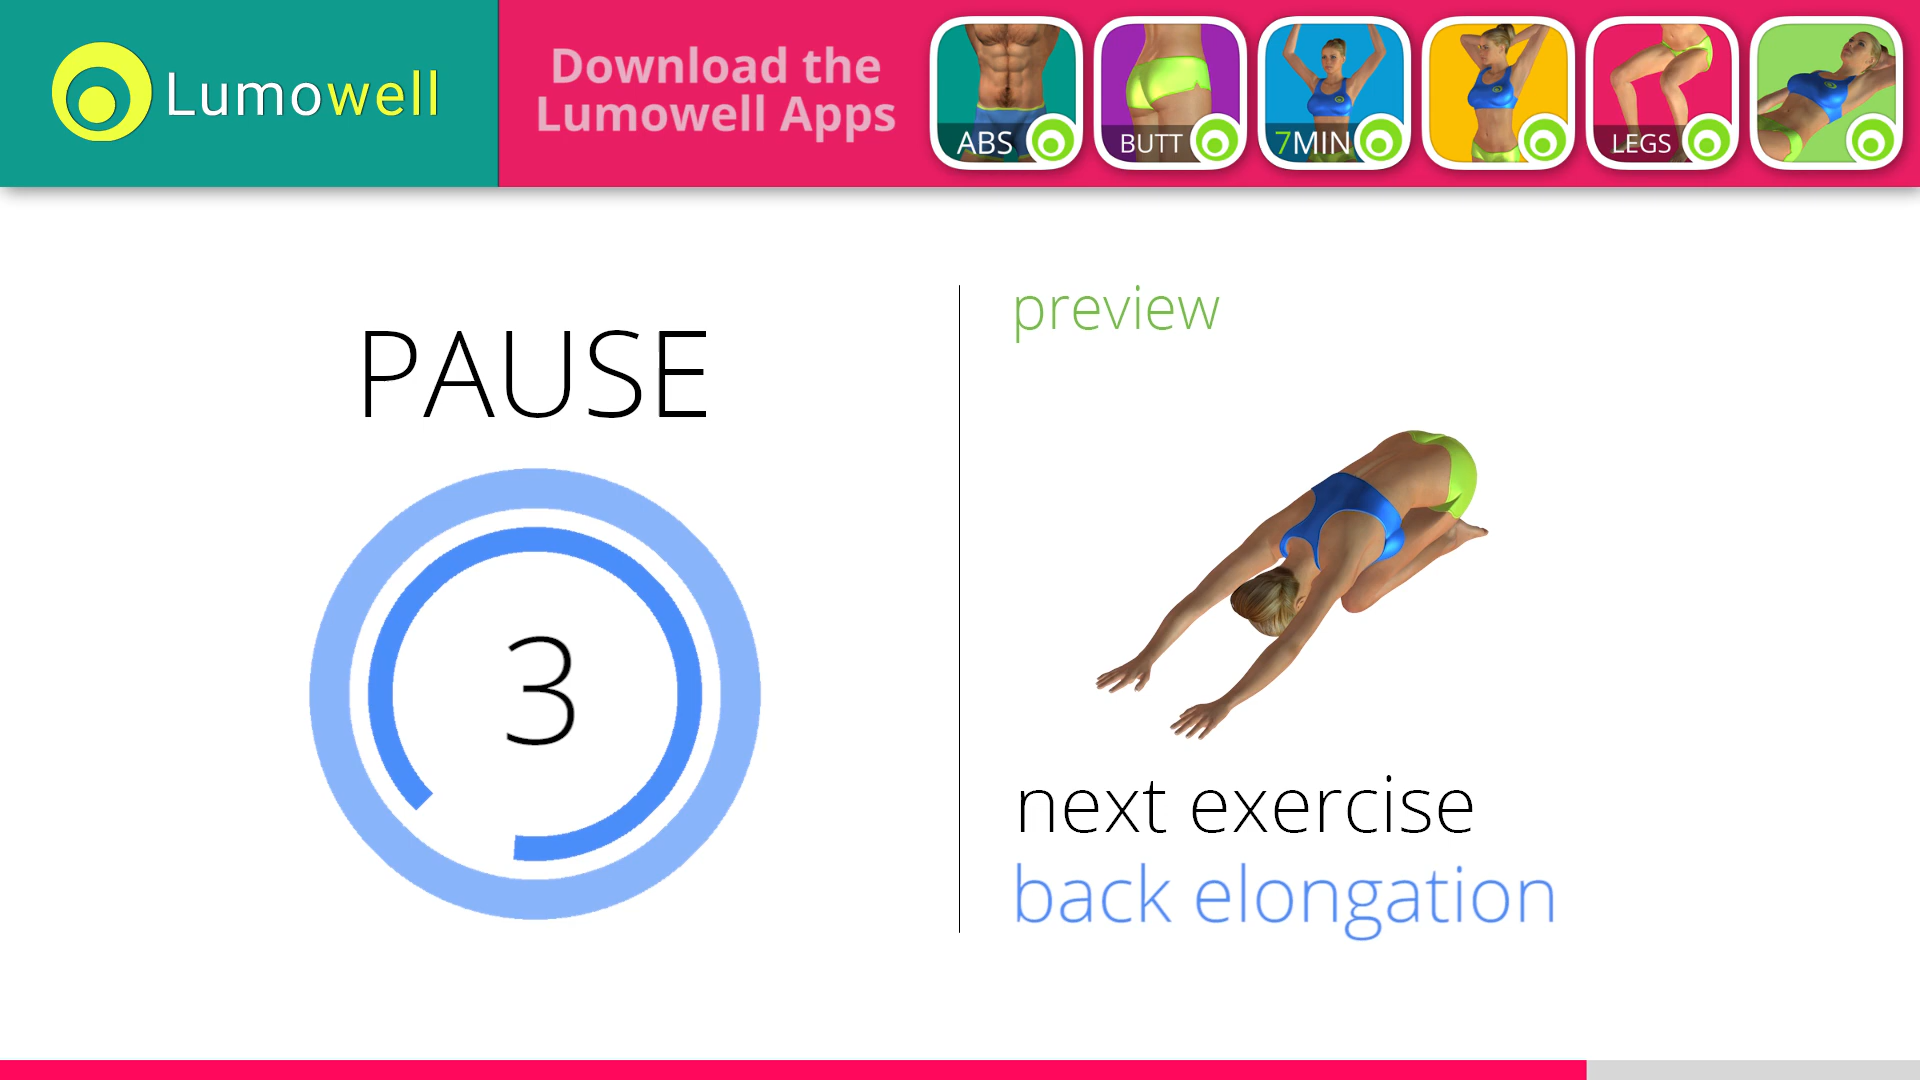 Lumowell
Download the
Lumowell Apps
ABS
BUTT
7MIN
LEGS
PAUSE
3
preview
next exercise
back elongation